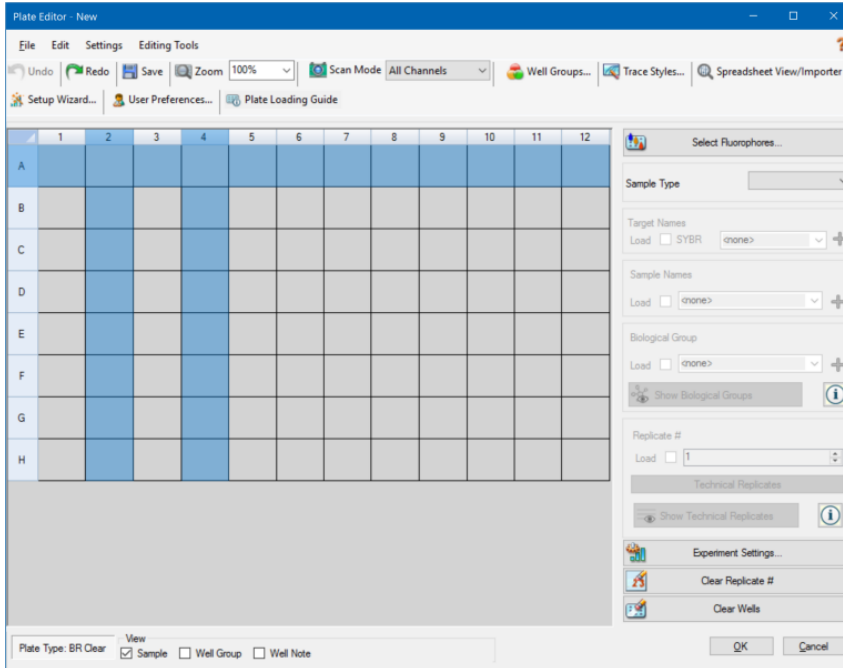 Plate Editor - New
File Edit Settings Editing Tools
Undo Redo Save Zoom 100% Scan Mode All Channels Well Groups... Trace Styles... Spreadsheet View/Importer
Setup Wizard... User Preferences... Plate Loading Guide
1 2 3 4 5 6 7 8 9 10 11 12
A
B
C
D
E
F
G
H
Select Fluorophores...
Sample Type
Target Names
Load SYBR <none>
Sample Names
Load <none>
Biological Group
Load <none>
Show Biological Groups
Replicate #
Load 1
Technical Replicates
Show Technical Replicates
Experiment Settings...
Clear Replicate #
Clear Wells
Plate Type: BR Clear
View
Sample Well Group Well Note
OK Cancel